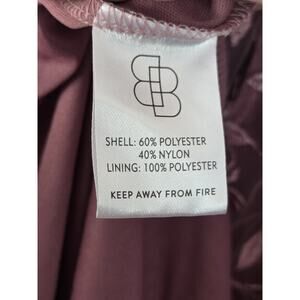 SHELL: 60% POLYESTER
40% NYLON
LINING: 100% POLYESTER
KEEP AWAY FROM FIRE